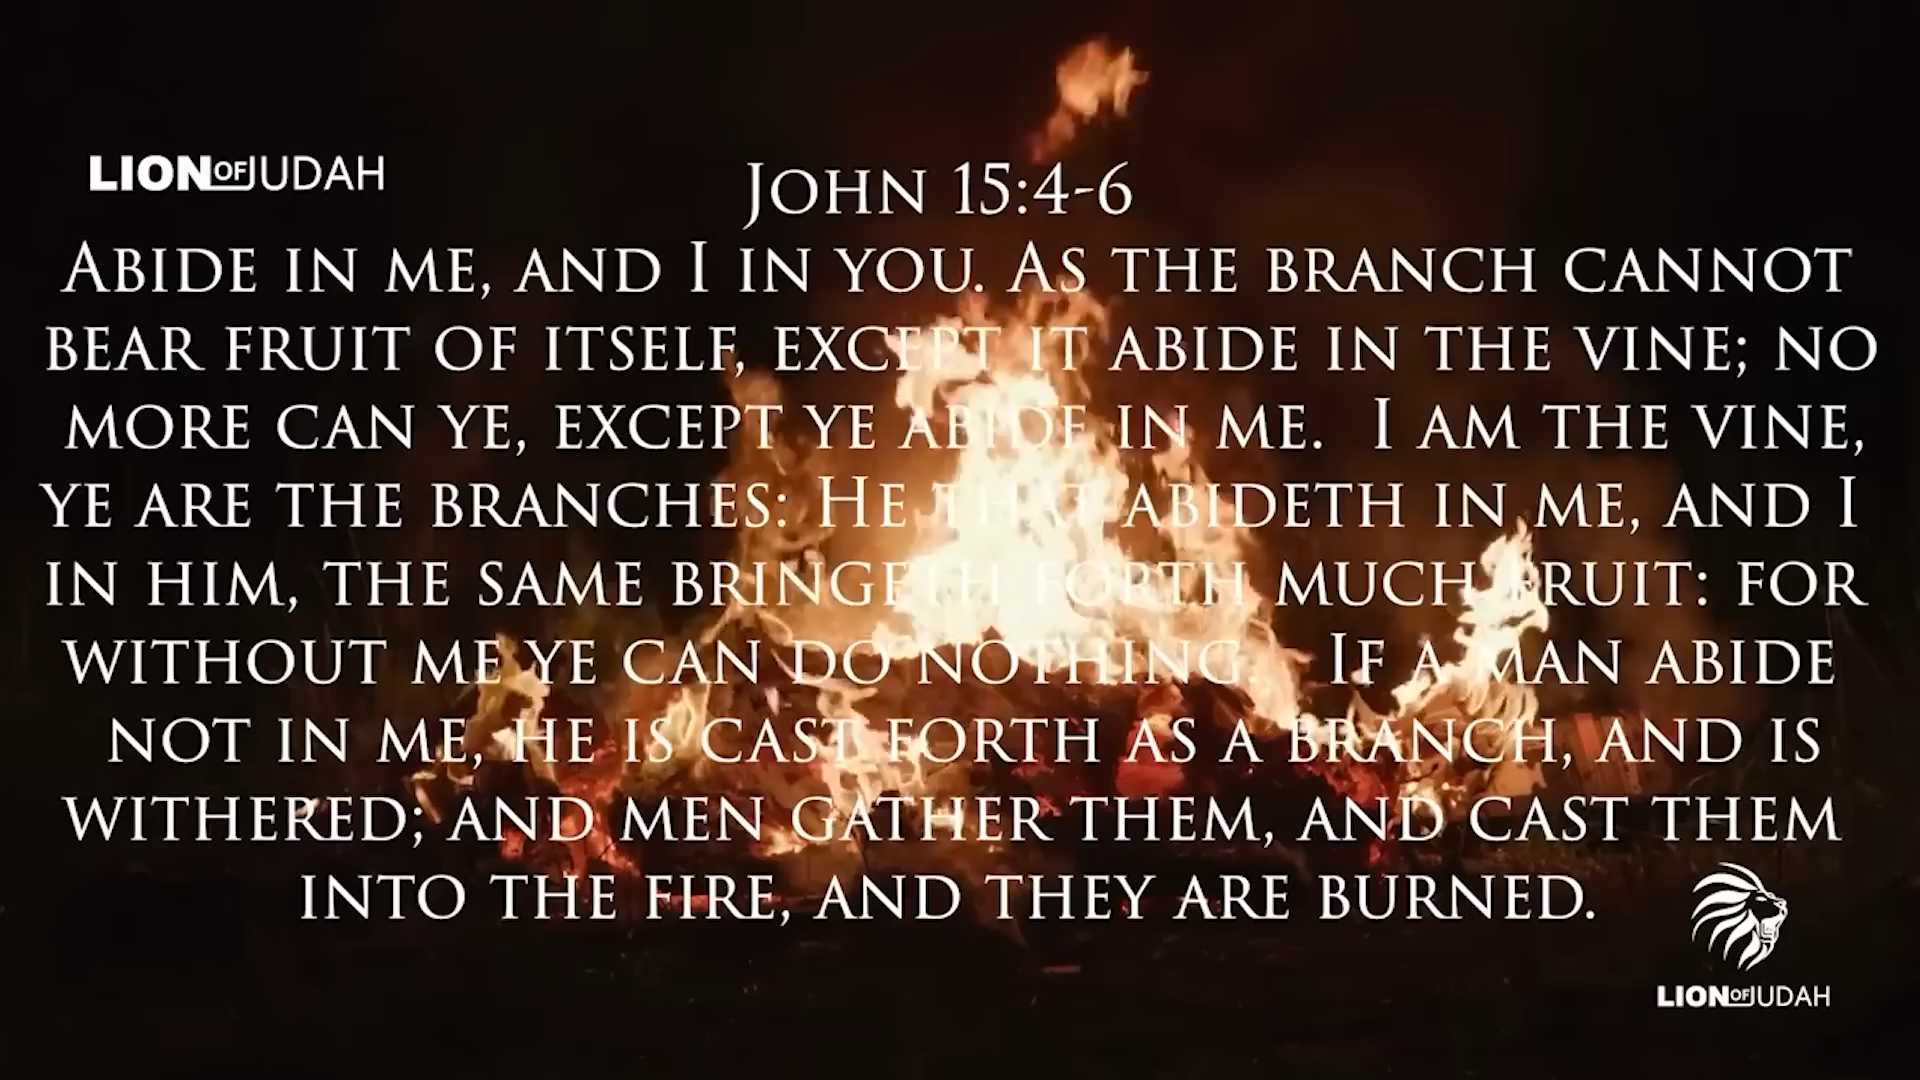 LION OF JUDAH
John 15:4-6
Abide in me, and I in you. As the branch cannot
bear fruit of itself, except it abide in the vine; no
more can ye, except ye abide in me. I am the vine,
ye are the branches: He that abideth in me, and I
in him, the same bringeth forth much fruit: for
without me ye can do nothing. If a man abide
not in me, he is cast forth as a branch, and is
withered; and men gather them, and cast them
into the fire, and they are burned.
LION OF JUDAH